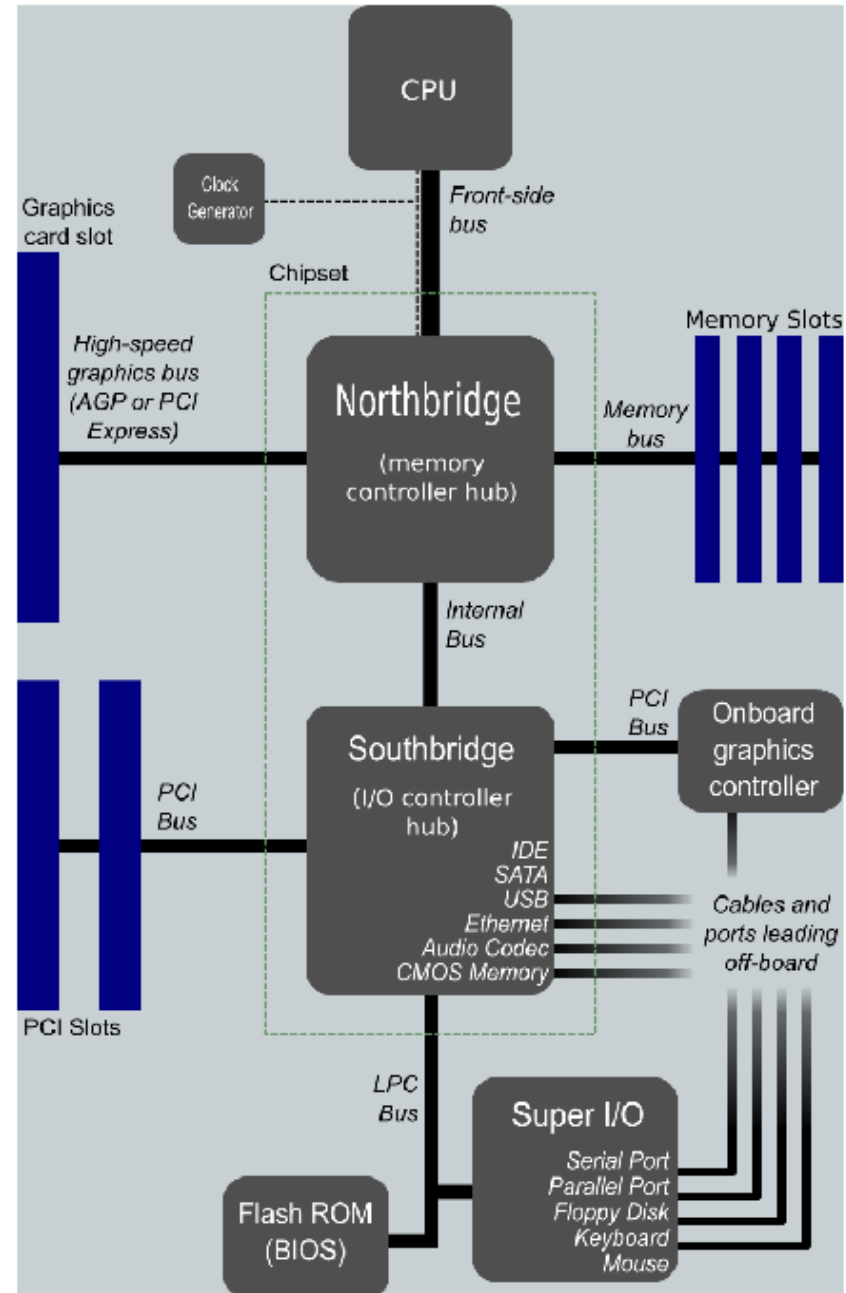 CPU
Clock
Generator
Front-side
bus
Graphics
card slot
Chipset
High-speed
graphics bus
(AGP or PCI
Express)
Northbridge
(memory
controller hub)
Memory
bus
Memory Slots
Internal
Bus
PCI
Bus
Southbridge
(I/O controller
hub)
IDE
SATA
USB
Ethernet
Audio Codec
CMOS Memory
PCI
Bus
Onboard
graphics
controller
Cables and
ports leading
off-board
PCI Slots
LPC
Bus
Super I/O
Serial Port
Parallel Port
Floppy Disk
Keyboard
Mouse
Flash ROM
(BIOS)